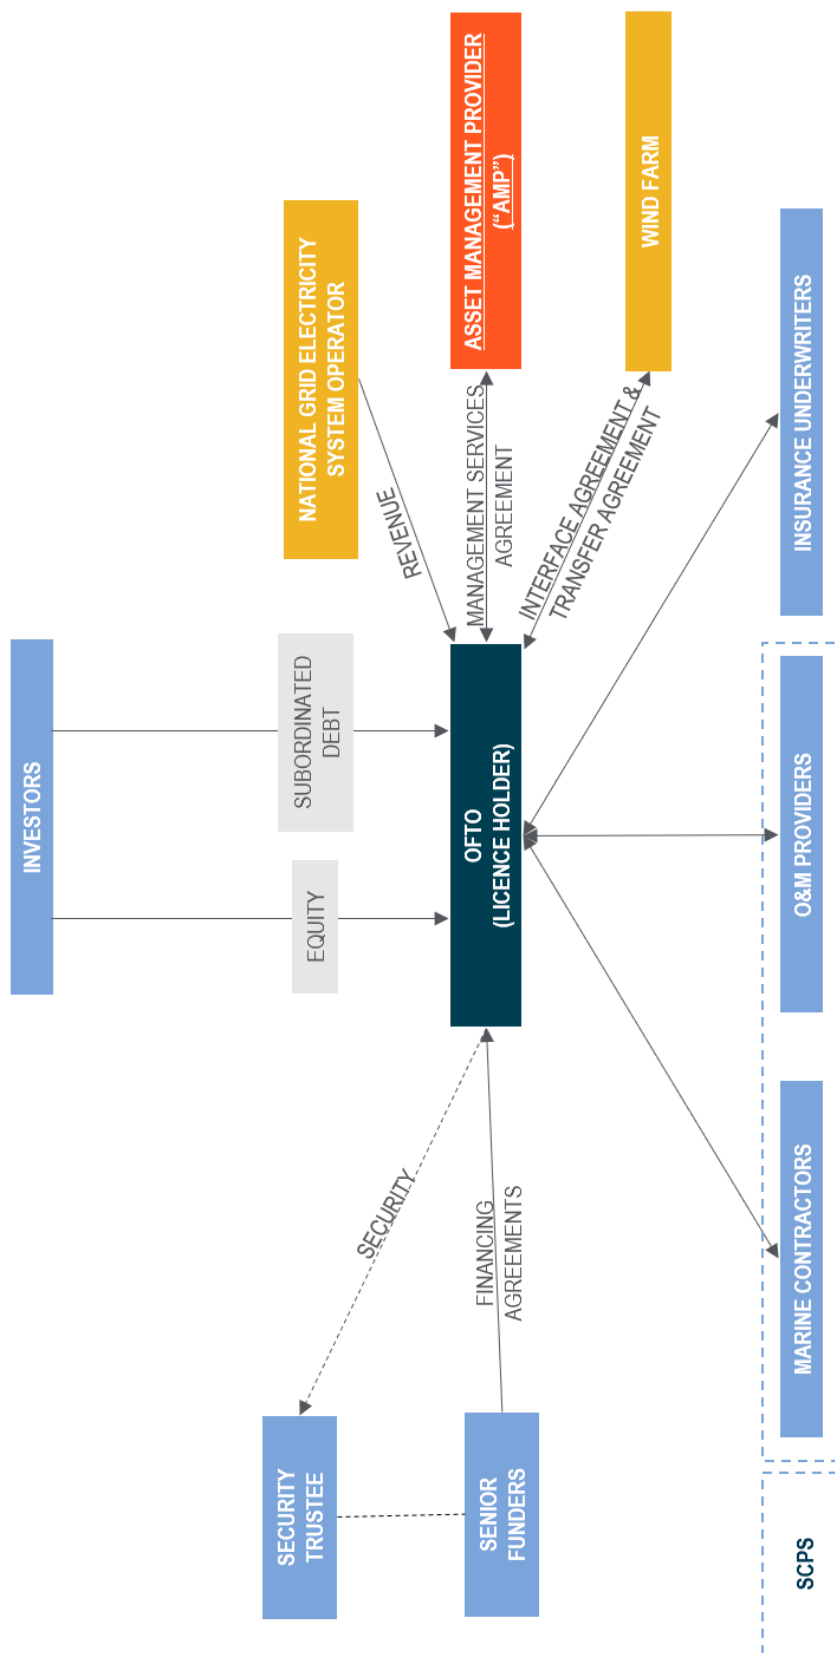 INVESTORS
EQUITY
SUBORDINATED
DEBT
NATIONAL GRID ELECTRICITY
SYSTEM OPERATOR
REVENUE
SECURITY
TRUSTEE
SECURITY
SENIOR
FUNDERS
FINANCING
AGREEMENTS
OFTO
(LICENCE HOLDER)
MANAGEMENT SERVICES
AGREEMENT
ASSET MANAGEMENT PROVIDER
("AMP")
INTERFACE AGREEMENT &
TRANSFER AGREEMENT
WIND FARM
SCPS
MARINE CONTRACTORS
O&M PROVIDERS
INSURANCE UNDERWRITERS